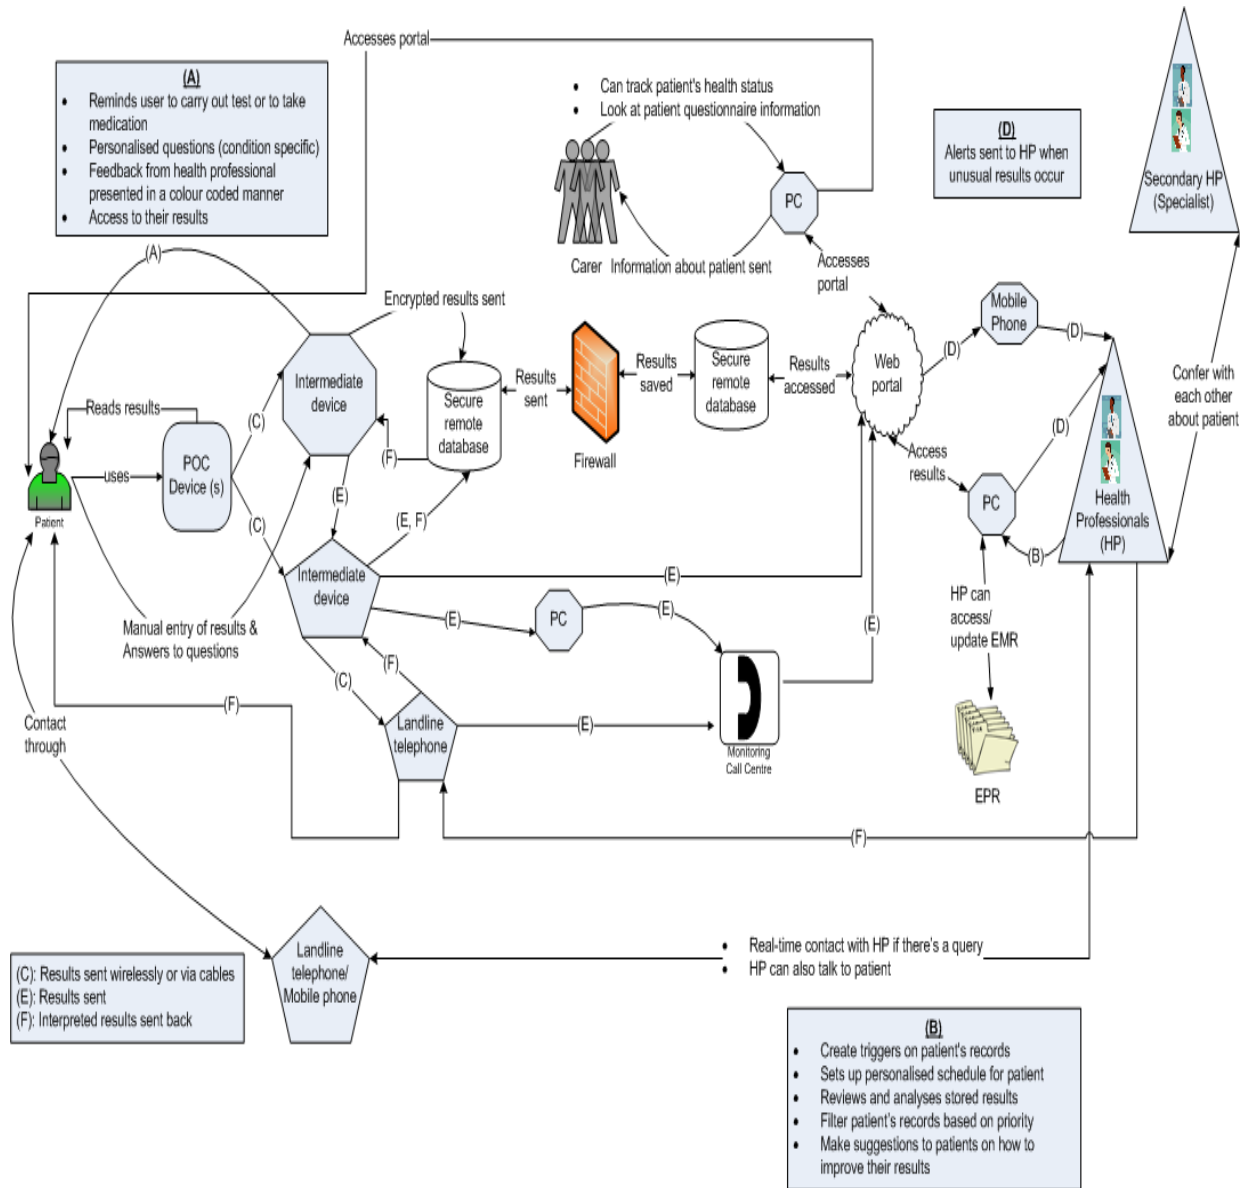 Accesses portal
(A)
• Reminds user to carry out test or to take
medication
• Personalised questions (condition specific)
• Feedback from health professional
presented in a colour coded manner
• Access to their results
• Can track patient's health status
• Look at patient questionnaire information
(D)
Alerts sent to HP when
unusual results occur
Secondary HP
(Specialist)
PC
Carer
Information about patient sent
Accesses
portal
(A)
Encrypted results sent
Mobile
Phone
(D)
(D)
Intermediate
device
Secure
remote
database
Results
sent
Firewall
Results
saved
Secure
remote
database
Results
accessed
Web
portal
Confer with
each other
about patient
Reads results
(C)
(F)
POC
Device (s)
uses
Patient
(C)
(E)
(E, F)
Access
results
(D)
PC
Health
Professionals
(HP)
(B)
Intermediate
device
(E)
(E)
PC
(E)
(E)
HP can
access/
update EMR
Manual entry of results &
Answers to questions
(C)
(F)
(F)
Landline
telephone
(E)
Monitoring
Call Centre
EPR
Contact
through
(F)
Landline
telephone/
Mobile phone
• Real-time contact with HP if there's a query
• HP can also talk to patient
(C): Results sent wirelessly or via cables
(E): Results sent
(F): Interpreted results sent back
(B)
• Create triggers on patient's records
• Sets up personalised schedule for patient
• Reviews and analyses stored results
• Filter patient's records based on priority
• Make suggestions to patients on how to
improve their results